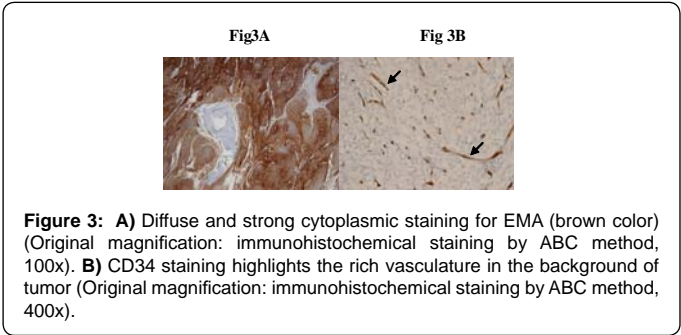 Fig3A Fig 3B
Figure 3: A) Diffuse and strong cytoplasmic staining for EMA (brown color)
(Original magnification: immunohistochemical staining by ABC method,
100x). B) CD34 staining highlights the rich vasculature in the background of
tumor (Original magnification: immunohistochemical staining by ABC method,
400x).